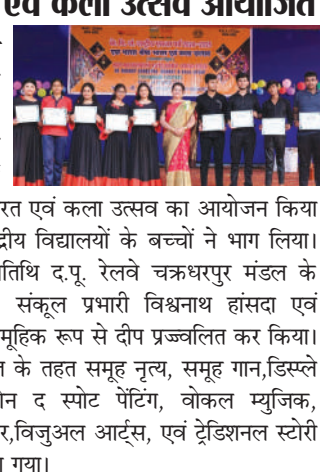 एवं कला उत्सव आयोजित
रत एवं कला उत्सव का आयोजन किया
द्रीय विद्यालयों के बच्चों ने भाग लिया।
तिथि द.पू. रेलवे चक्रधरपुर मंडल के
संकूल प्रभारी विश्वनाथ हांसदा एवं
मूहिक रूप से दीप प्रज्ज्वलित कर किया।
के तहत समूह नृत्य, समूह गान,डिस्प्ले
न द स्पोट पेंटिंग, वोकल म्युजिक,
र,विजुअल आर्ट्स, एवं ट्रेडिशनल स्टोरी
गया।